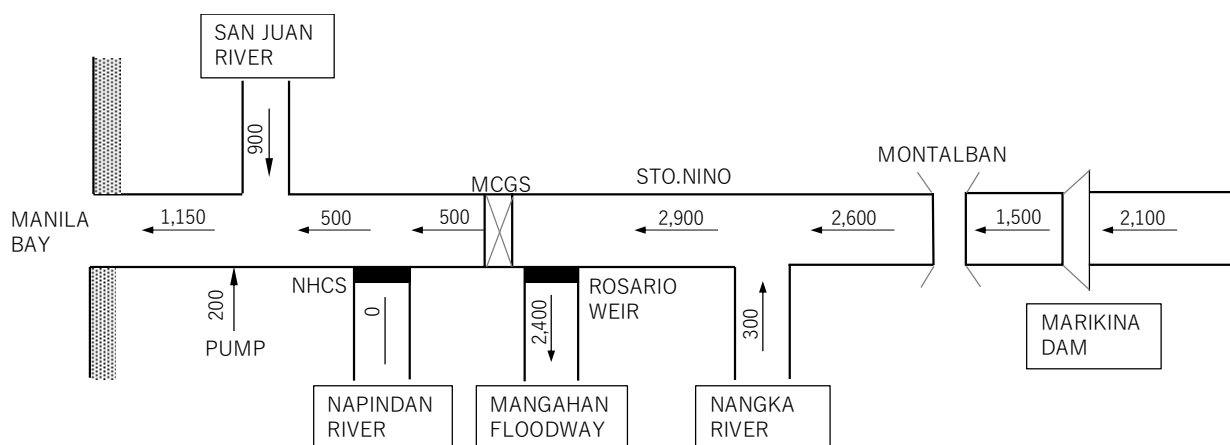 SAN JUAN
RIVER
900
MONTALBAN
STO.NINO
MCGS
MANILA
BAY
1,150
500
500
2,900
2,600
1,500
2,100
NHCS
ROSARIO
WEIR
200
PUMP
0
2,400
300
MARIKINA
DAM
NAPINDAN
RIVER
MANGAHAN
FLOODWAY
NANGKA
RIVER